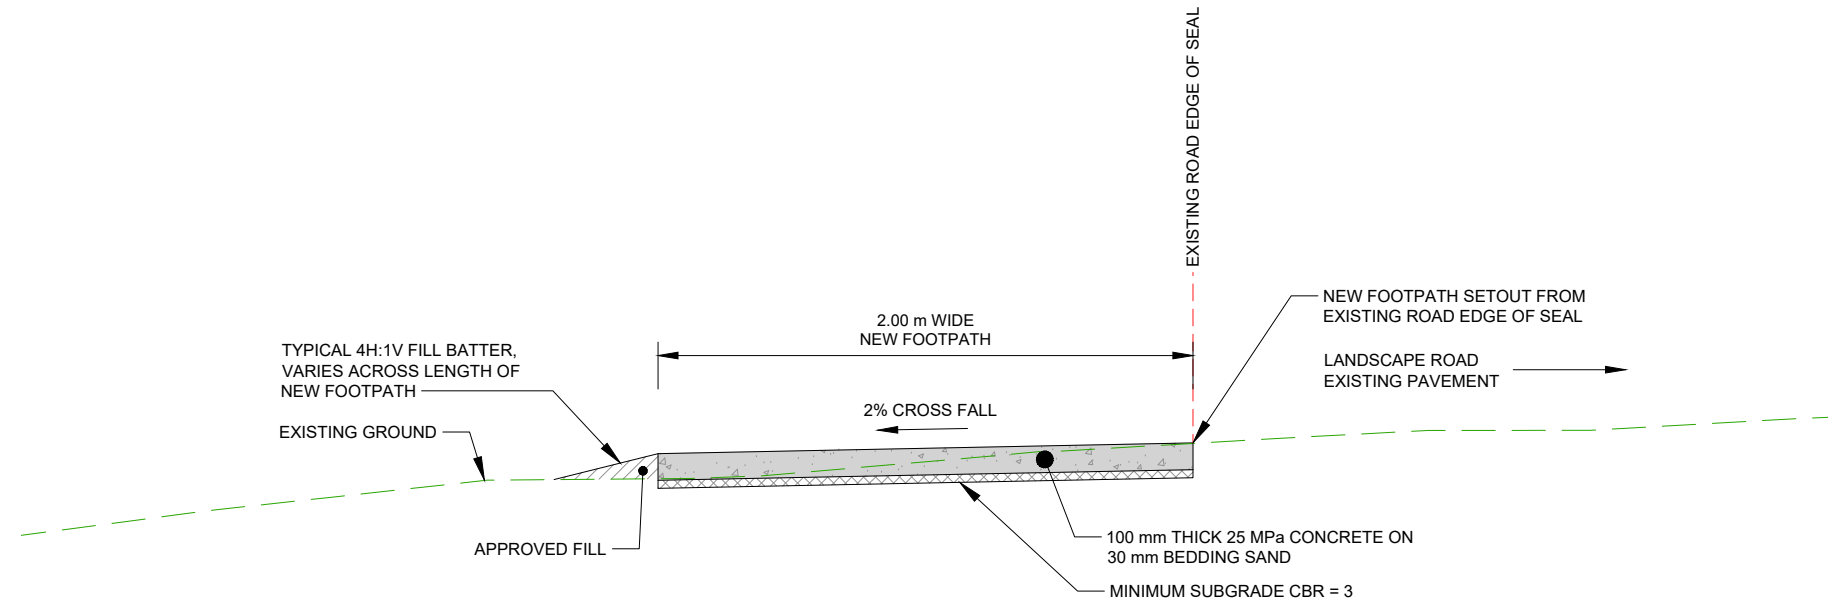 EXISTING ROAD EDGE OF SEAL
2.00 m WIDE
NEW FOOTPATH
NEW FOOTPATH SETOUT FROM
EXISTING ROAD EDGE OF SEAL
TYPICAL 4H:1V FILL BATTER,
VARIES ACROSS LENGTH OF
NEW FOOTPATH
LANDSCAPE ROAD
EXISTING PAVEMENT
2% CROSS FALL
EXISTING GROUND
APPROVED FILL
100 mm THICK 25 MPa CONCRETE ON
30 mm BEDDING SAND
MINIMUM SUBGRADE CBR = 3